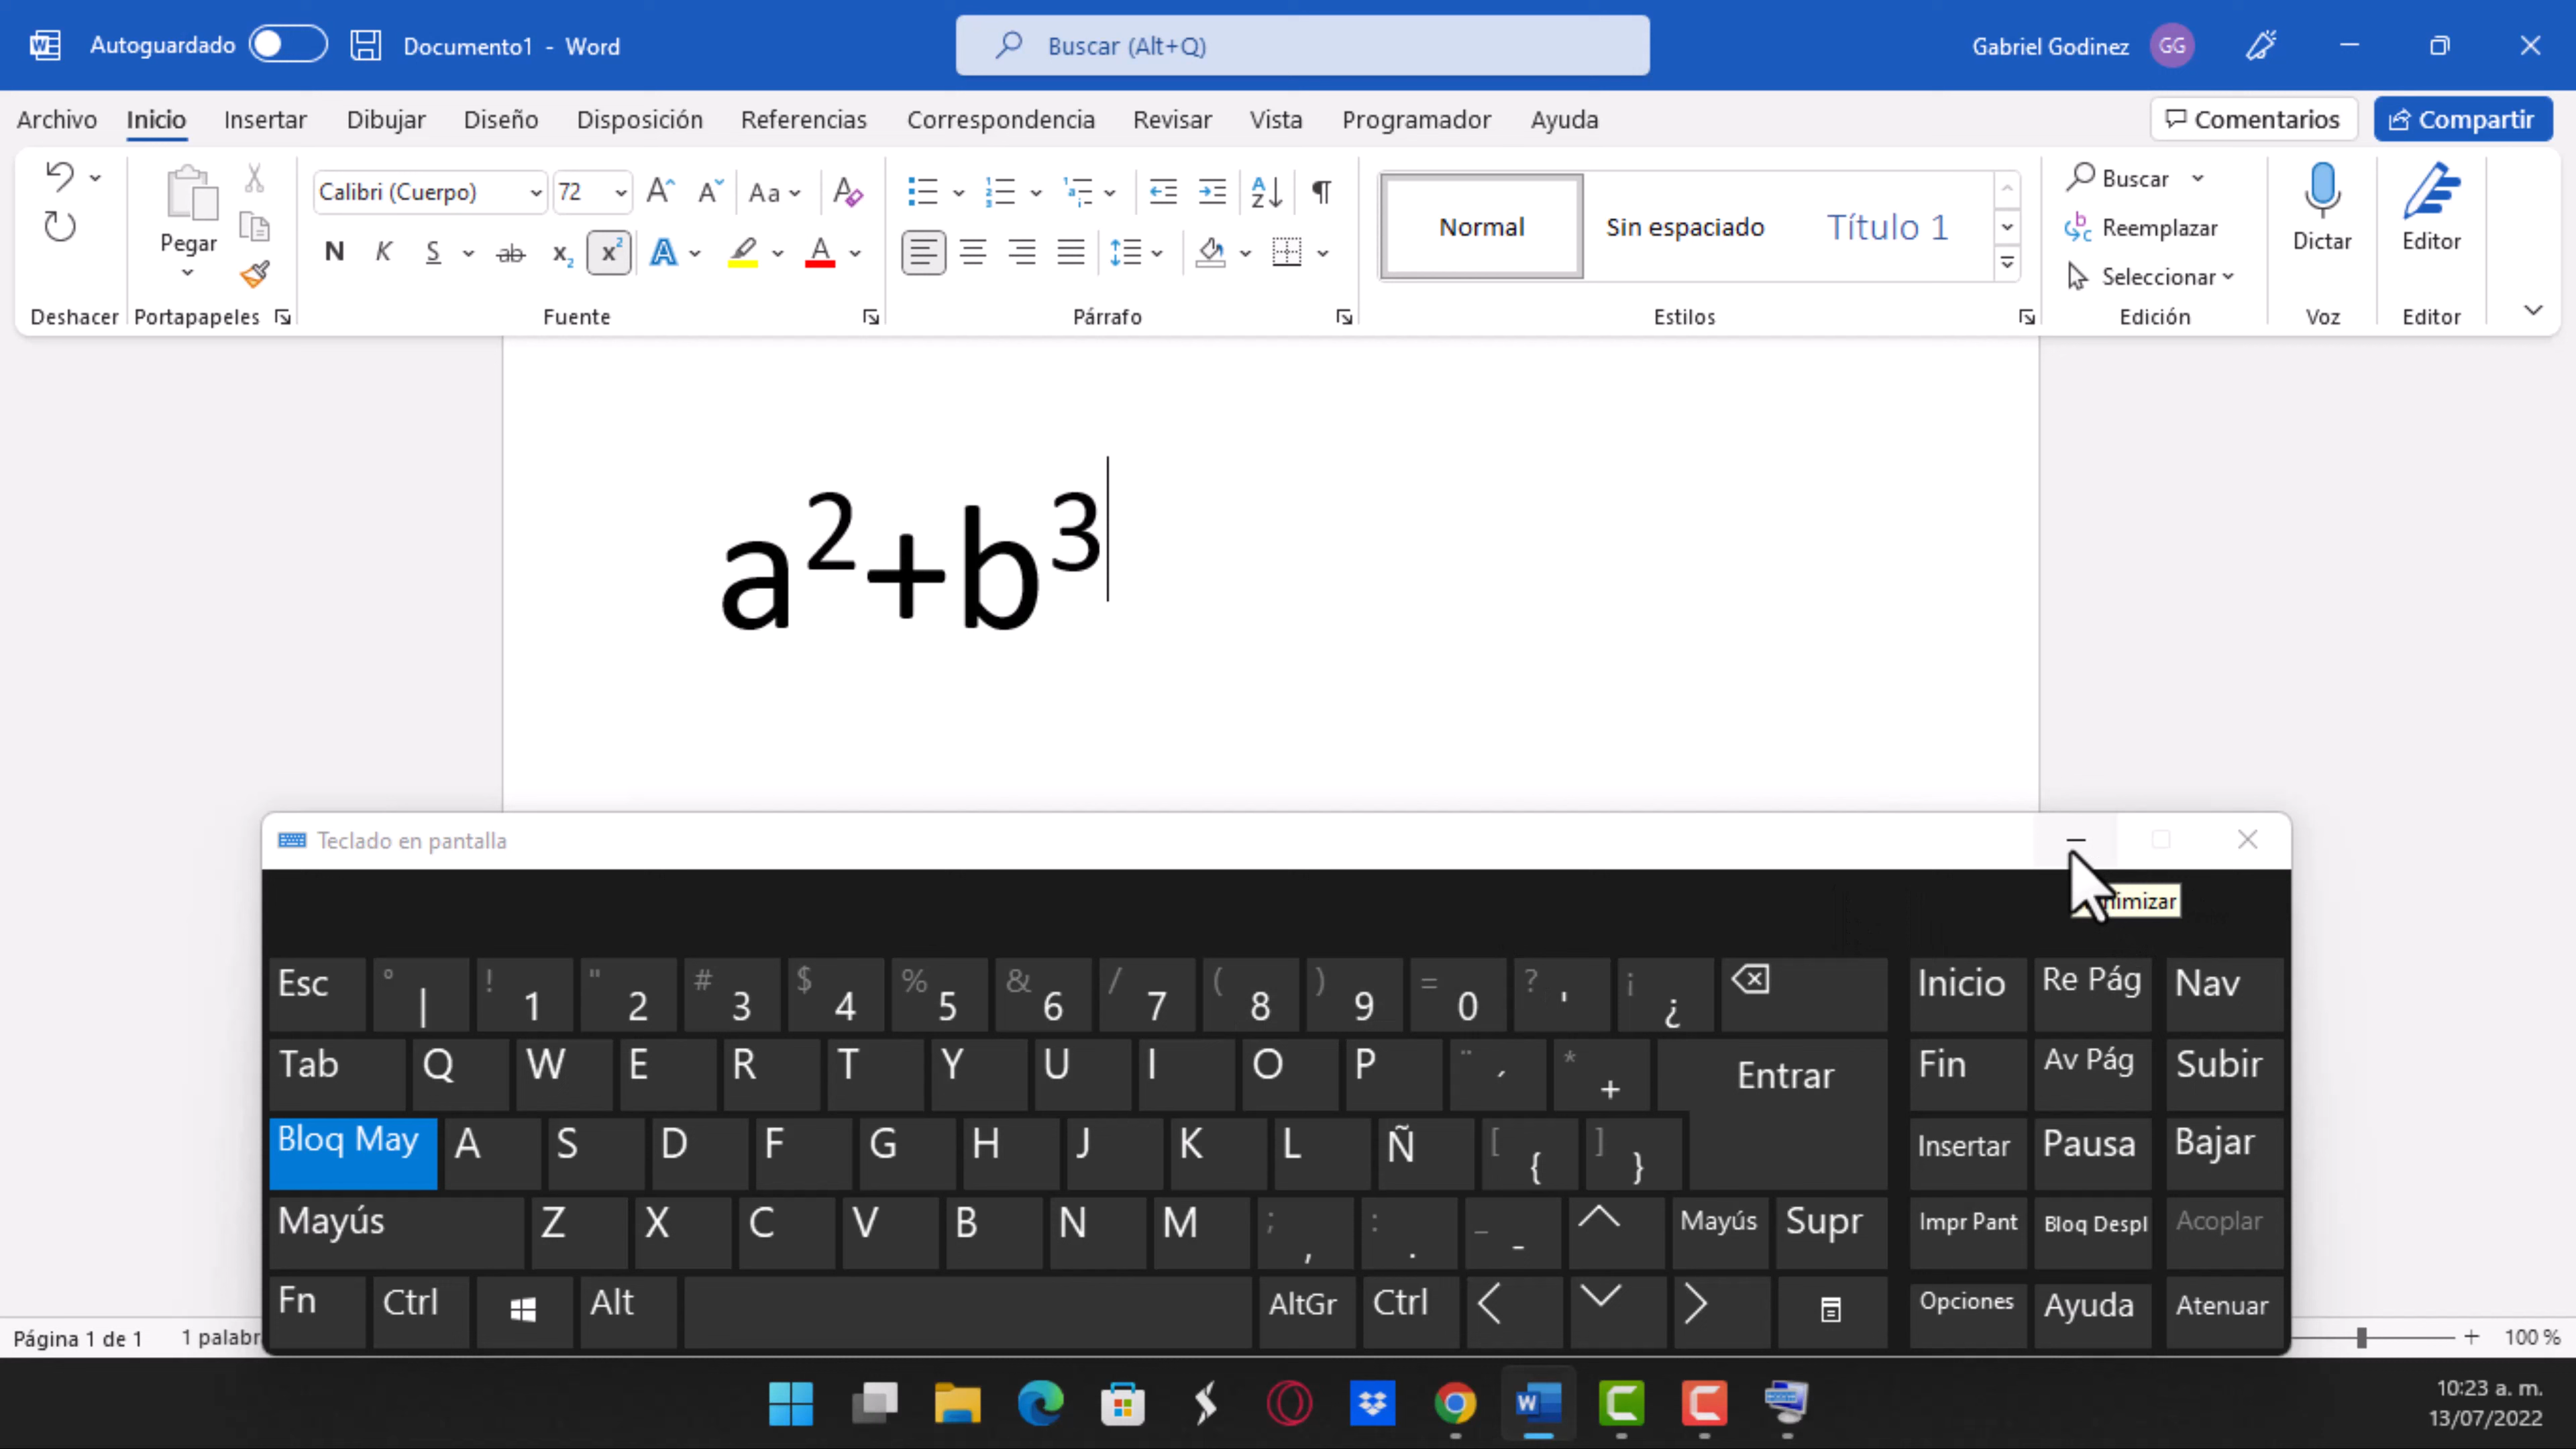 Autoguardado Documento1 - Word Buscar (Alt+Q) Gabriel Godinez GG
Archivo Inicio Insertar Dibujar Diseño Disposición Referencias Correspondencia Revisar Vista Programador Ayuda Comentarios Compartir
Pegar
Calibri (Cuerpo) 72 A A Aa A
N K S ab x₂ x² A A
Normal Sin espaciado Título 1
Buscar
Reemplazar
Seleccionar
Dictar
Editor
Deshacer Portapapeles Fuente Párrafo Estilos Edición Voz Editor
a²+b³
Teclado en pantalla
Esc ° | ! 1 " 2 # 3 $ 4 % 5 & 6 / 7 ( 8 ) 9 = 0 ? ' ¡ ¿ Inicio Re Pág Nav
Tab Q W E R T Y U I O P ¨ ´ * + Entrar Fin Av Pág Subir
Bloq May A S D F G H J K L Ñ [ { ] } Insertar Pausa Bajar
Mayús Z X C V B N M ; , : . _ - Mayús Supr Impr Pant Bloq Despl Acoplar
Fn Ctrl Alt AltGr Ctrl Opciones Ayuda Atenuar
Página 1 de 1 100 %
10:23 a. m.
13/07/2022